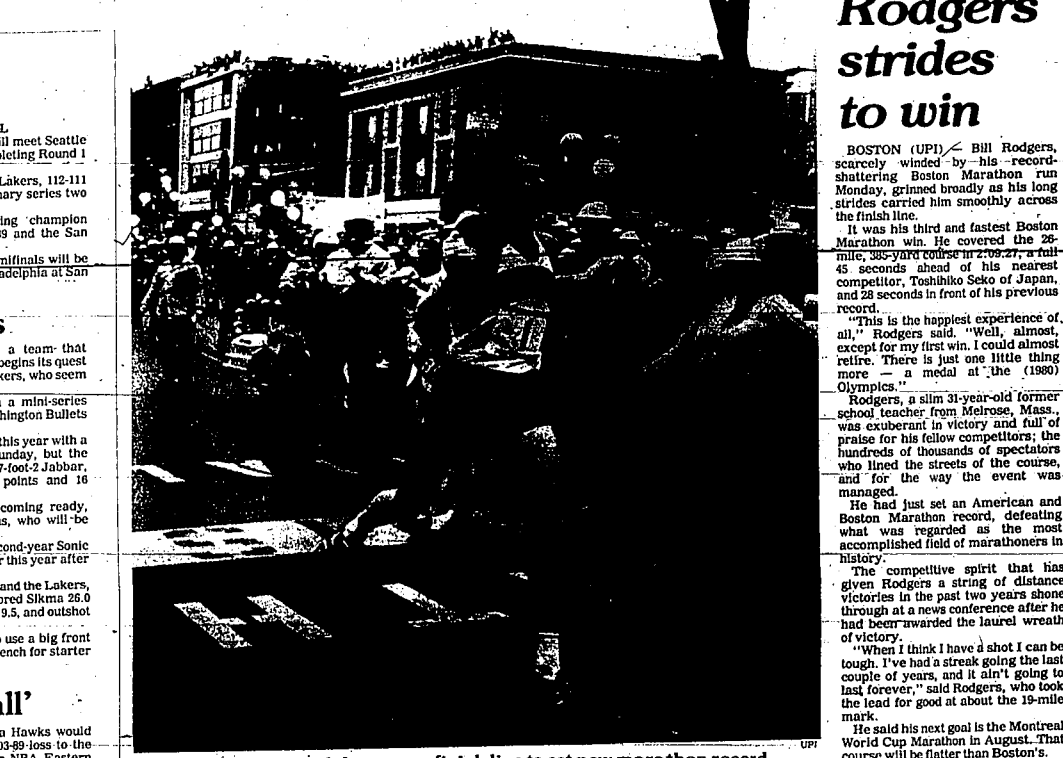 L
ill meet Seattle
pleting Round 1
Lakers, 112-111
nary series two
ing champion
89 and the San
mifinals will be
adelphia at San
s
a team that
begins its quest
kers, who seem
a mini-series
hington Bullets
this year with a
unday, but the
7-foot-2 Jabbar,
points and 16
coming ready,
us, who will be
cond-year Sonic
r this year after
and the Lakers,
ored Sikma 26.0
9.5, and outshot
o use a big front
ench for starter
all'
a Hawks would
03-89 loss to the
NBA Eastern
UPI
line to set new marathon record
Rodgers
strides
to win
BOSTON (UPI) — Bill Rodgers,
scarcely winded by his record-
shattering Boston Marathon run
Monday, grinned broadly as his long
strides carried him smoothly across
the finish line.
It was his third and fastest Boston
Marathon win. He covered the 26-
mile, 385-yard course in 2:09.27, a full
45 seconds ahead of his nearest
competitor, Toshihiko Seko of Japan,
and 28 seconds in front of his previous
record.
"This is the happiest experience of
all," Rodgers said. "Well, almost,
except for my first win. I could almost
retire. There is just one little thing
more — a medal at the (1980)
Olympics."
Rodgers, a slim 31-year-old former
school teacher from Melrose, Mass.,
was exuberant in victory and full of
praise for his fellow competitors; the
hundreds of thousands of spectators
who lined the streets of the course,
and for the way the event was
managed.
He had just set an American and
Boston Marathon record, defeating
what was regarded as the most
accomplished field of marathoners in
history.
The competitive spirit that has
given Rodgers a string of distance
victories in the past two years shone
through at a news conference after he
had been awarded the laurel wreath
of victory.
"When I think I have a shot I can be
tough. I've had a streak going the last
couple of years, and it ain't going to
last forever," said Rodgers, who took
the lead for good at about the 19-mile
mark.
He said his next goal is the Montreal
World Cup Marathon in August. That
course will be flatter than Boston's.